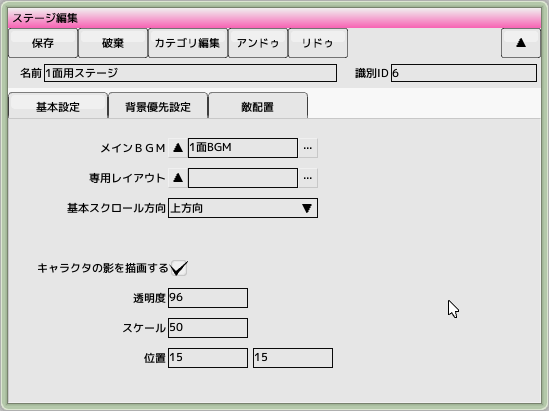 ステージ編集
保存 破棄 カテゴリ編集 アンドゥ リドゥ ▲
名前 1面用ステージ 識別ID 6
基本設定 背景優先設定 敵配置
メインＢＧＭ ▲ 1面BGM ...
専用レイアウト ▲ ...
基本スクロール方向 上方向 ▼
キャラクタの影を描画する
透明度 96
スケール 50
位置 15 15